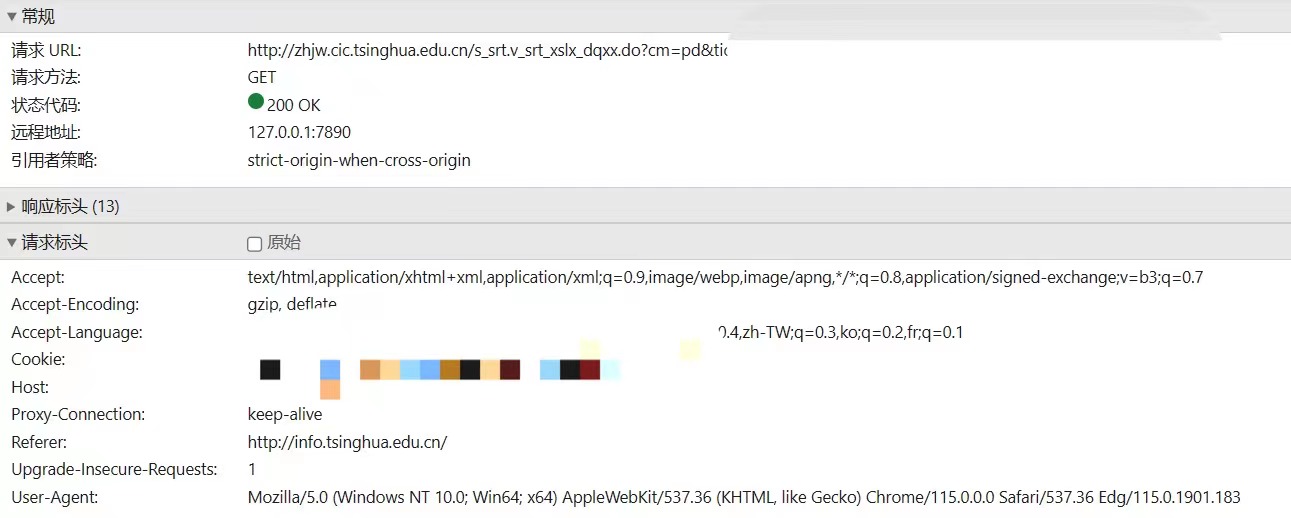 常规
请求 URL: http://zhjw.cic.tsinghua.edu.cn/s_srt.v_srt_xslx_dqxx.do?cm=pd&tic
请求方法: GET
状态代码: 200 OK
远程地址: 127.0.0.1:7890
引用者策略: strict-origin-when-cross-origin
响应标头 (13)
请求标头 原始
Accept: text/html,application/xhtml+xml,application/xml;q=0.9,image/webp,image/apng,*/*;q=0.8,application/signed-exchange;v=b3;q=0.7
Accept-Encoding: gzip, deflate
Accept-Language: 0.4,zh-TW;q=0.3,ko;q=0.2,fr;q=0.1
Cookie:
Host:
Proxy-Connection: keep-alive
Referer: http://info.tsinghua.edu.cn/
Upgrade-Insecure-Requests: 1
User-Agent: Mozilla/5.0 (Windows NT 10.0; Win64; x64) AppleWebKit/537.36 (KHTML, like Gecko) Chrome/115.0.0.0 Safari/537.36 Edg/115.0.1901.183